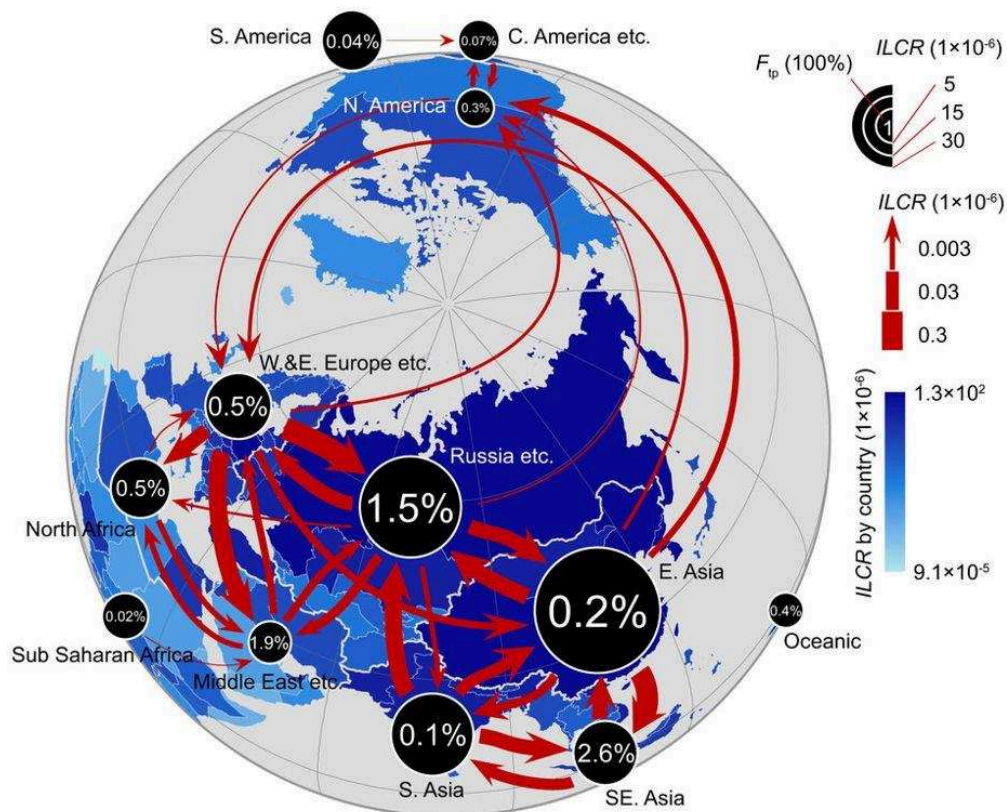 S. America
0.04%
0.07%
C. America etc.
N. America
0.3%
F_tp (100%)
1
ILCR (1×10⁻⁶)
5
15
30
ILCR (1×10⁻⁶)
0.003
0.03
0.3
ILCR by country (1×10⁻⁶)
1.3×10²
9.1×10⁻⁵
W.&E. Europe etc.
0.5%
Russia etc.
1.5%
0.5%
North Africa
E. Asia
0.2%
0.02%
Sub Saharan Africa
1.9%
Middle East etc.
0.4%
Oceanic
0.1%
S. Asia
2.6%
SE. Asia